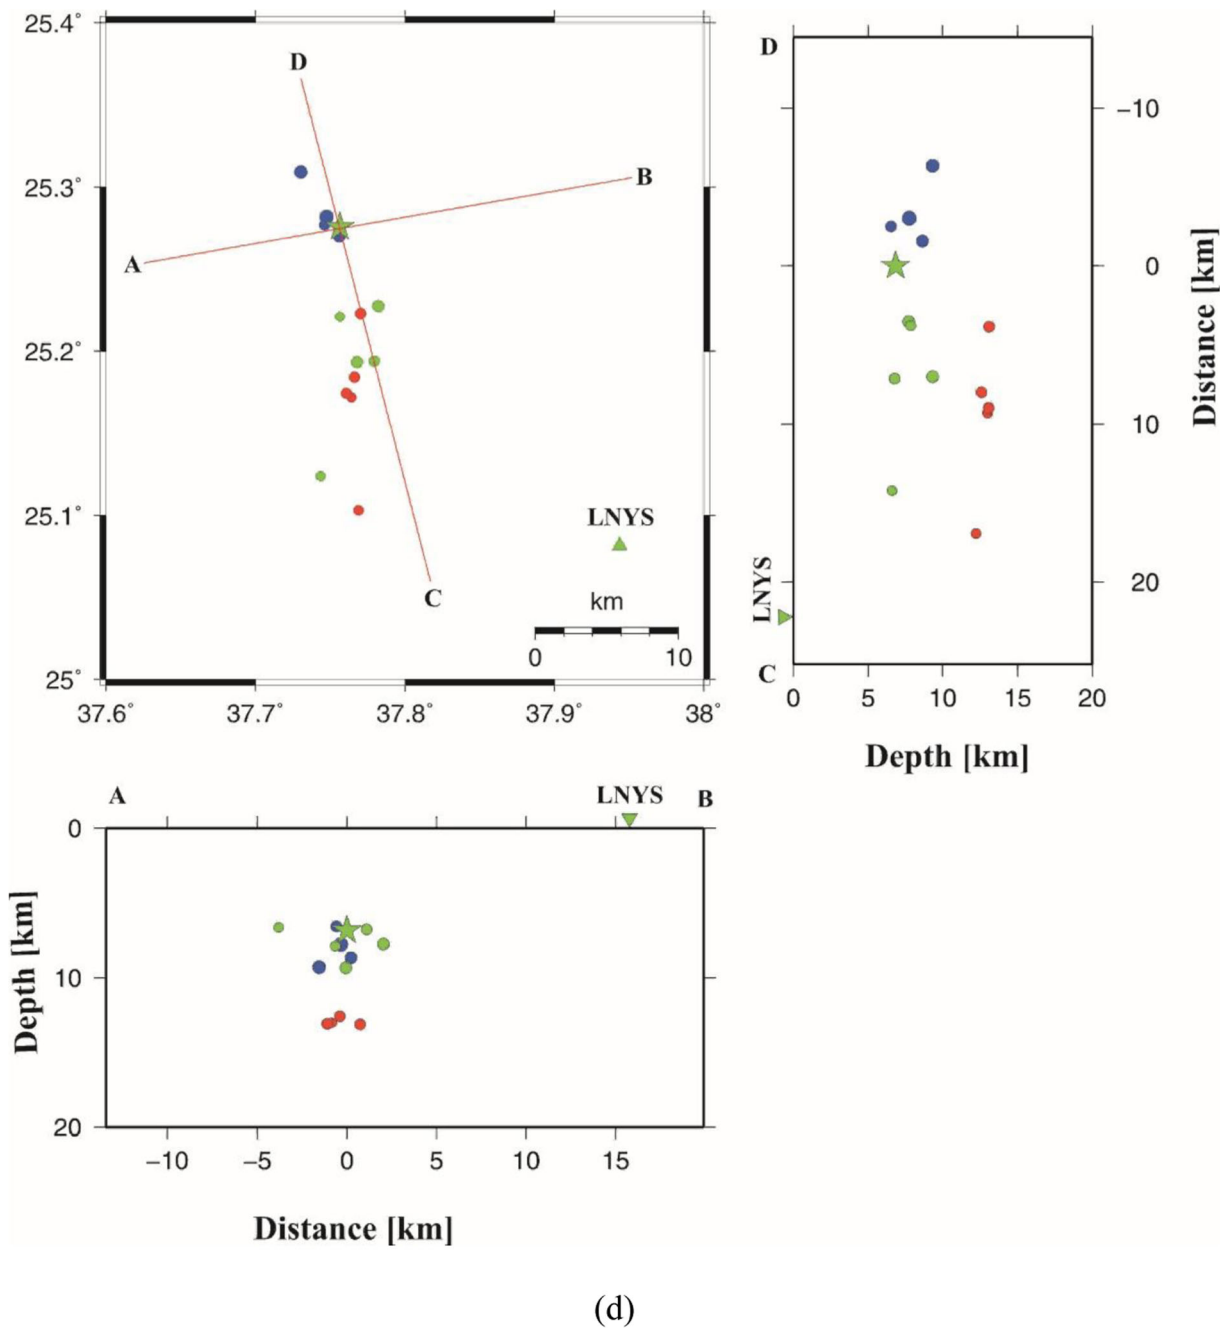 25.4°
25.3°
25.2°
25.1°
25°
37.6°
37.7°
37.8°
37.9°
38°
D
B
A
C
LNYS
km
0
10
D
−10
0
10
20
Distance [km]
LNYS
C
0
5
10
15
20
Depth [km]
A
LNYS
B
0
10
20
Depth [km]
−10
−5
0
5
10
15
Distance [km]
(d)